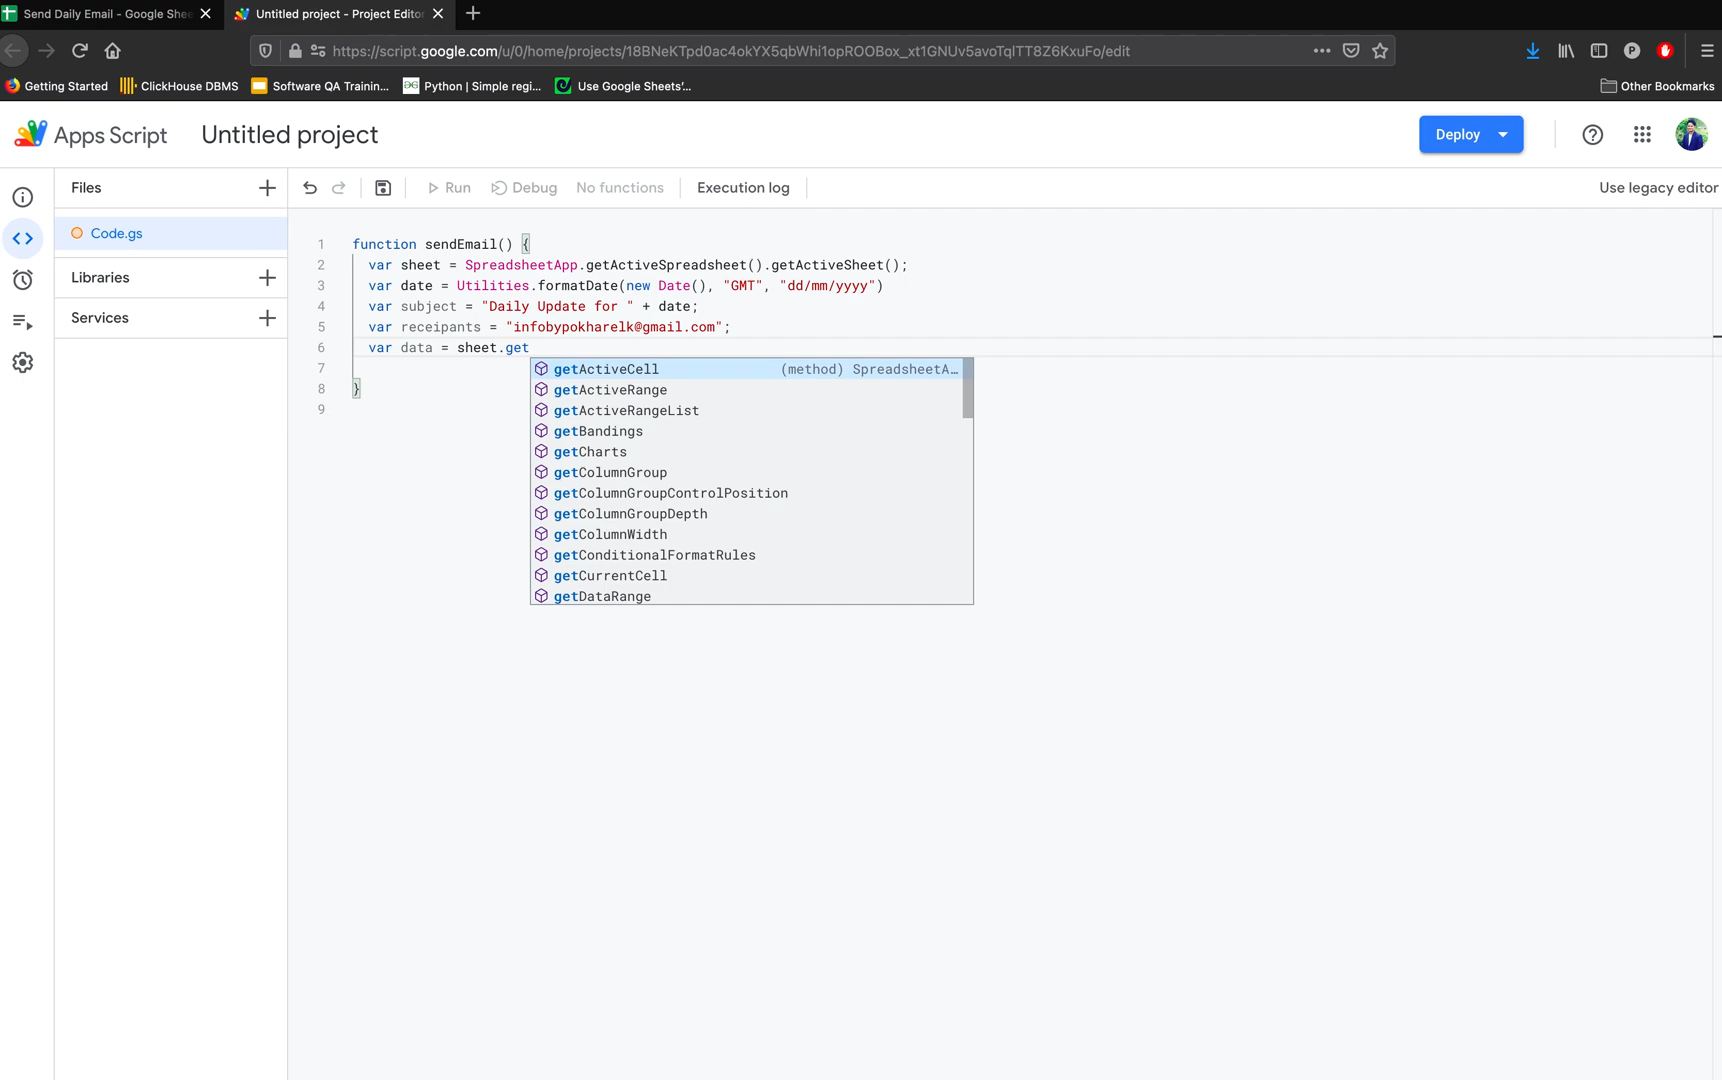 Send Daily Email - Google Shee
Untitled project - Project Editor
https://script.google.com/u/0/home/projects/18BNeKTpd0ac4okYX5qbWhi1opROOBox_xt1GNUv5avoTqlTT8Z6KxuFo/edit
P
Getting Started
ClickHouse DBMS
Software QA Trainin...
Python | Simple regi...
Use Google Sheets'...
Other Bookmarks
Apps Script
Untitled project
Deploy
Files
Run
Debug
No functions
Execution log
Use legacy editor
Code.gs
Libraries
Services
1 function sendEmail() {
2 var sheet = SpreadsheetApp.getActiveSpreadsheet().getActiveSheet();
3 var date = Utilities.formatDate(new Date(), "GMT", "dd/mm/yyyy")
4 var subject = "Daily Update for " + date;
5 var receipants = "infobypokharelk@gmail.com";
6 var data = sheet.get
7
8 }
9
getActiveCell (method) SpreadsheetA…
getActiveRange
getActiveRangeList
getBandings
getCharts
getColumnGroup
getColumnGroupControlPosition
getColumnGroupDepth
getColumnWidth
getConditionalFormatRules
getCurrentCell
getDataRange